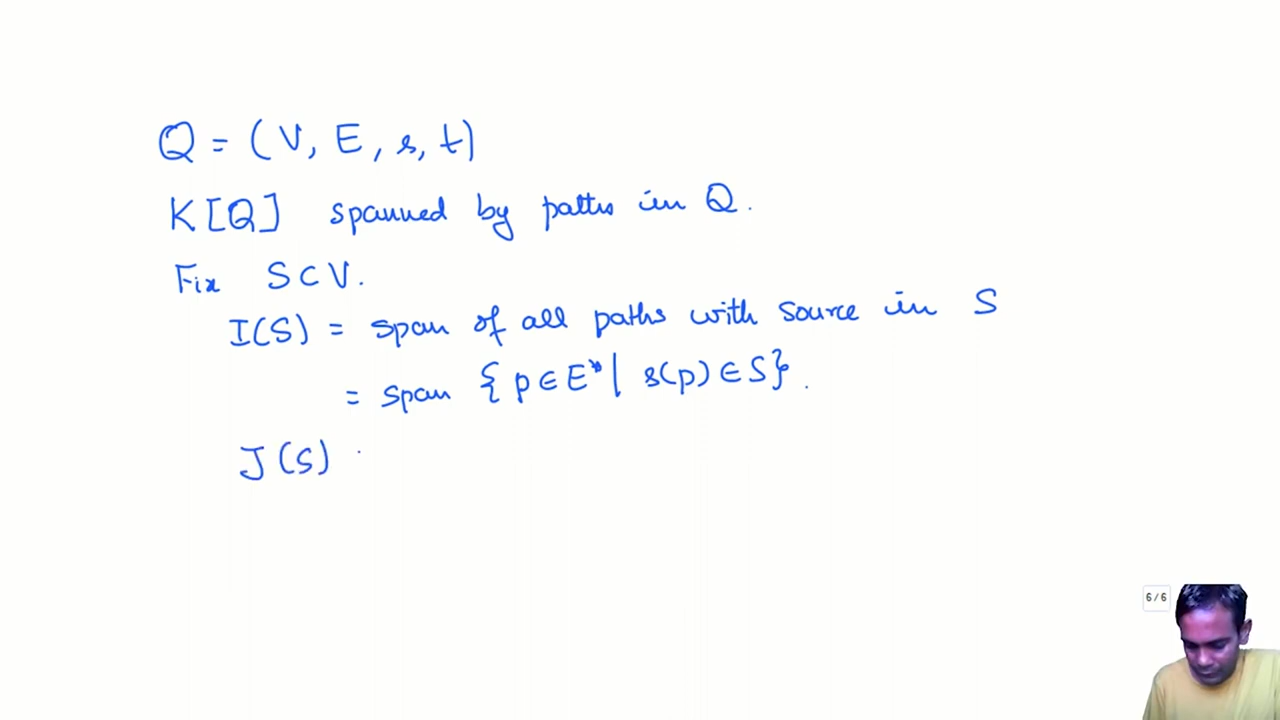 Q = (V, E, s, t)
K[Q] spanned by paths in Q.
Fix S ⊂ V.
I(S) = span of all paths with source in S
= span { p ∈ E* | s(p) ∈ S } .
J(S)
6/6